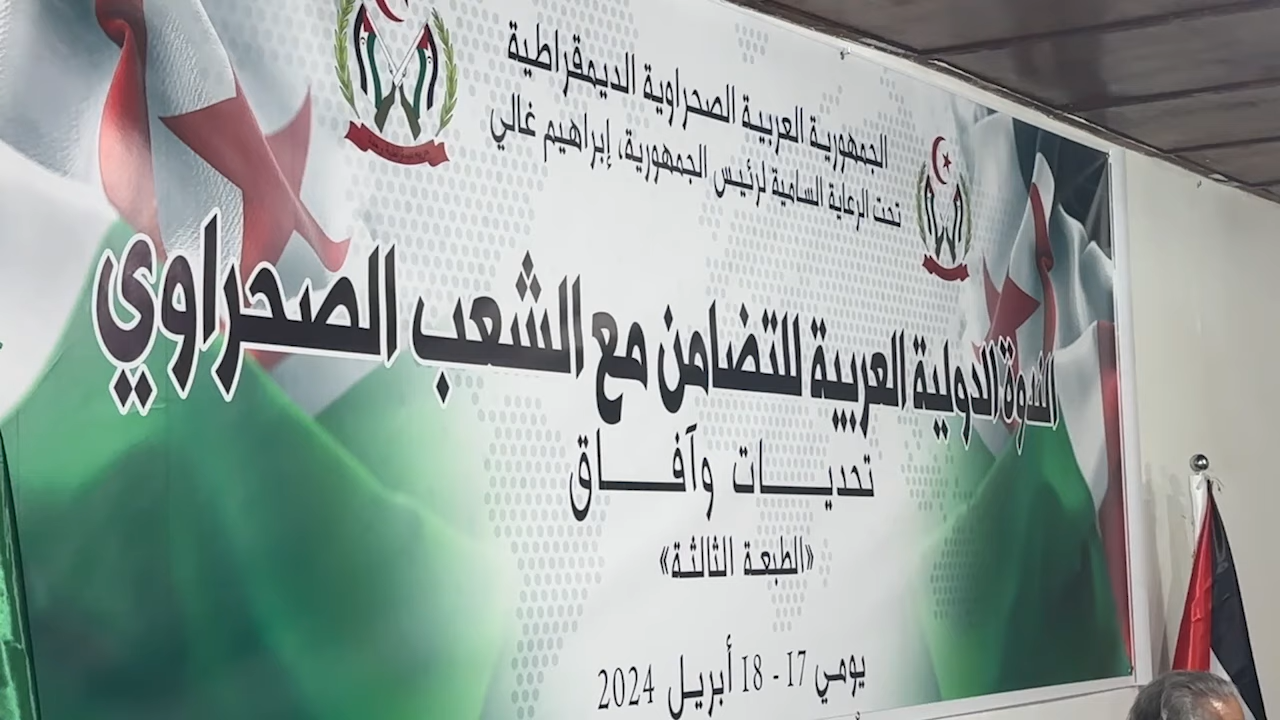 الجمهورية العربية الصحراوية الديمقراطية
تحت الرعاية السامية لرئيس الجمهورية، إبراهيم غالي
الندوة الدولية العربية للتضامن مع الشعب الصحراوي
تحديات وآفاق
«الطبعة الثالثة»
يومي 17 - 18 أبريل 2024